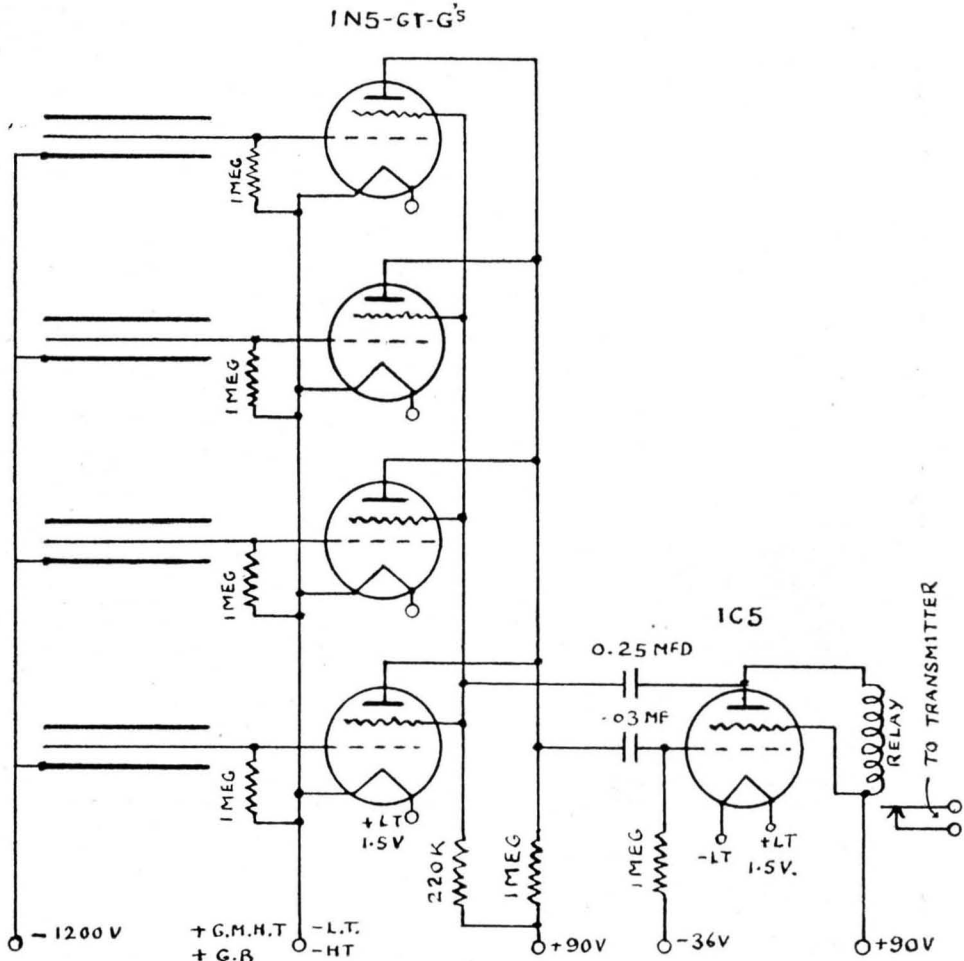 1N5-GT-G's
1MEG
1MEG
1MEG
1MEG
+LT
1.5V
IC5
0.25 MFD
.03 MF
RELAY
TO TRANSMITTER
220K
1MEG
1MEG
-LT
+LT
1.5V.
-1200V
+G.M.H.T
+G.B
-L.T.
-HT
+90V
-36V
+90V